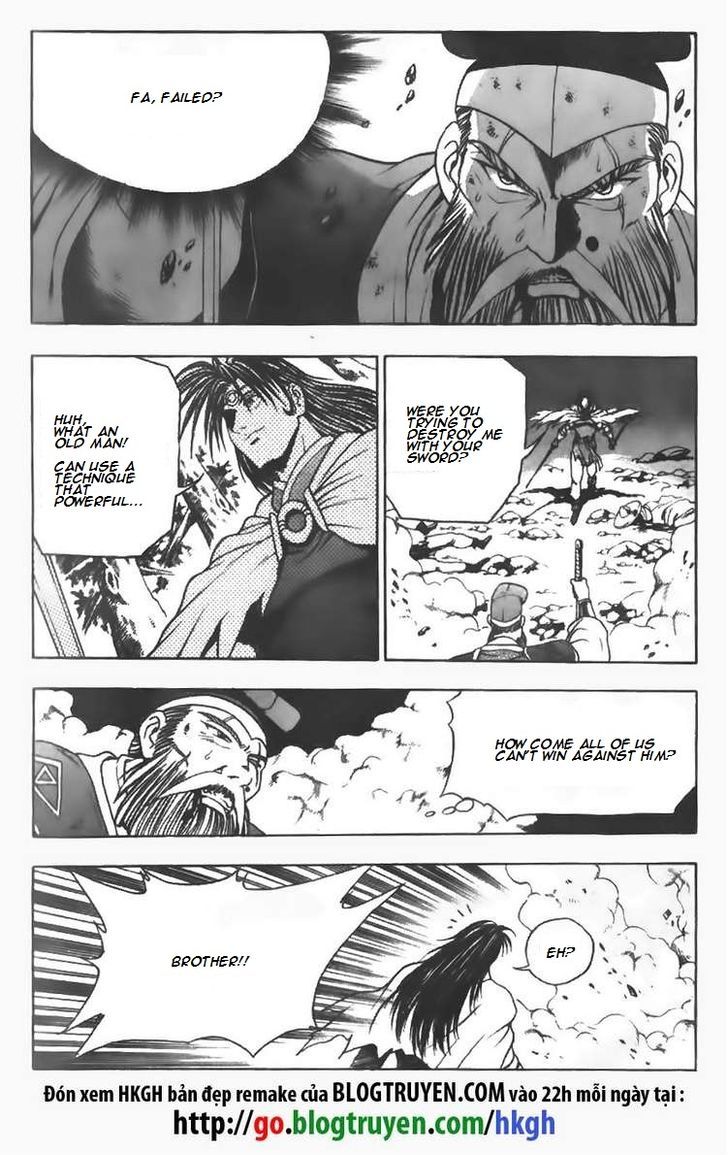 FA, FAILED?
HUH,
WHAT AN
OLD MAN!
CAN USE A
TECHNIQUE
THAT
POWERFUL...
WERE YOU
TRYING TO
DESTROY ME
WITH YOUR
SWORD?
HOW COME ALL OF US
CAN'T WIN AGAINST HIM?
BROTHER!!
EH?
Đón xem HKGH bản đẹp remake của BLOGTRUYEN.COM vào 22h mỗi ngày tại :
http://go.blogtruyen.com/hkgh